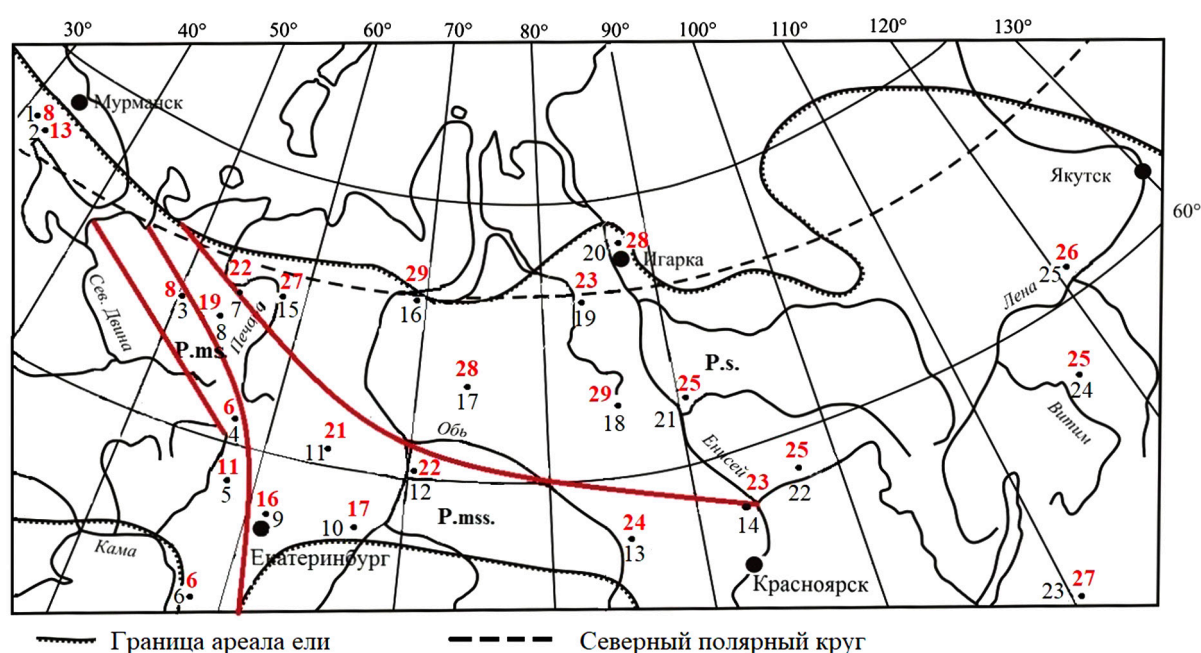 30° 40° 50° 60° 70° 80° 90° 100° 110° 120° 130°
Мурманск
1 8
2 13
Якутск
60°
28
20 Игарка
26
25
Лена
22
7
27
15
29
16
23
19
8
3
19
8
Печора
Сев. Двина
P.ms.
P.s.
28
17
29
18
25
21
25
24
Витим
6
4
21
11
Обь
22
12
Енисей
25
22
23
14
11
5
16
9
17
10
P.mss.
24
13
Екатеринбург
Кама
6
6
Красноярск
23 27
Граница ареала ели
Северный полярный круг